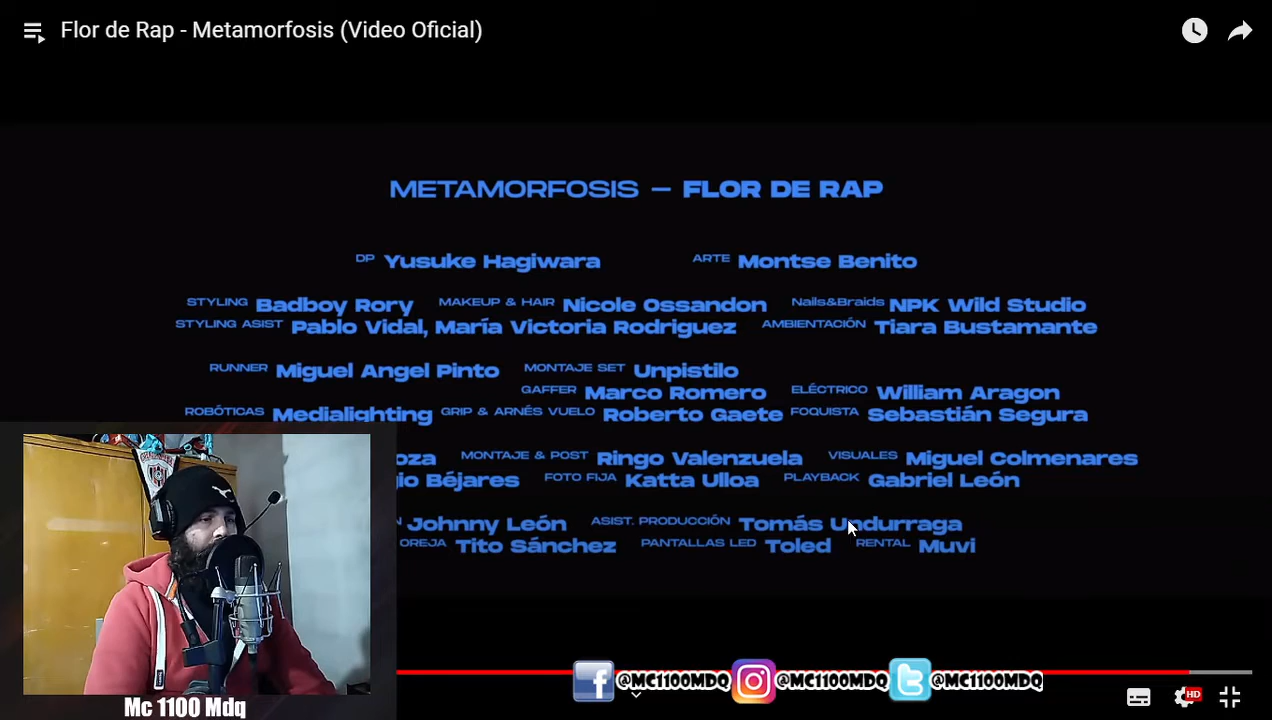 Flor de Rap - Metamorfosis (Video Oficial)
METAMORFOSIS — FLOR DE RAP
DP Yusuke Hagiwara ARTE Montse Benito
STYLING Badboy Rory MAKEUP & HAIR Nicole Ossandon Nails&Braids NPK Wild Studio
STYLING ASIST Pablo Vidal, María Victoria Rodriguez AMBIENTACIÓN Tiara Bustamante
RUNNER Miguel Angel Pinto MONTAJE SET Unpistilo
GAFFER Marco Romero ELÉCTRICO William Aragon
ROBÓTICAS Medialighting GRIP & ARNÉS VUELO Roberto Gaete FOQUISTA Sebastián Segura
oza MONTAJE & POST Ringo Valenzuela VISUALES Miguel Colmenares
gio Béjares FOTO FIJA Katta Ulloa PLAYBACK Gabriel León
N Johnny León ASIST. PRODUCCIÓN Tomás Undurraga
OREJA Tito Sánchez PANTALLAS LED Toled RENTAL Muvi
@MC1100MDQ @MC1100MDQ @MC1100MDQ
HD
Mc 1100 Mdq